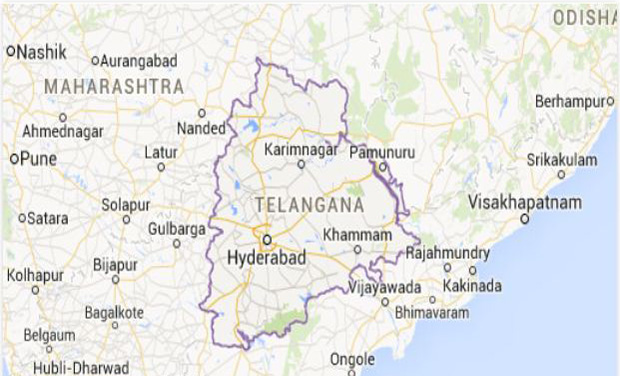 ODISHA
Nashik
Aurangabad
MAHARASHTRA
Berhampur
Ahmednagar
Nanded
Karimnagar
Pamunuru
Pune
Latur
Srikakulam
TELANGANA
Visakhapatnam
Satara
Solapur
Gulbarga
Khammam
Hyderabad
Rajahmundry
Bijapur
Kolhapur
Vijayawada
Kakinada
Bagalkote
Bhimavaram
Belgaum
Ongole
Hubli-Dharwad